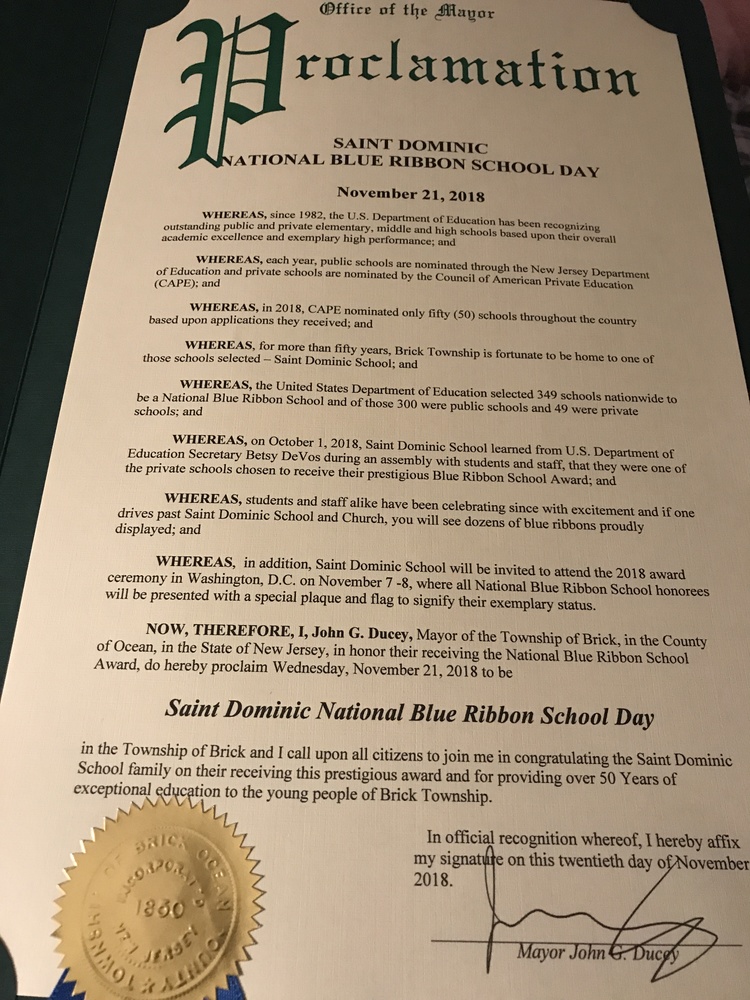 Office of the Mayor
Proclamation
SAINT DOMINIC
NATIONAL BLUE RIBBON SCHOOL DAY
November 21, 2018
WHEREAS, since 1982, the U.S. Department of Education has been recognizing
outstanding public and private elementary, middle and high schools based upon their overall
academic excellence and exemplary high performance; and
WHEREAS, each year, public schools are nominated through the New Jersey Department
of Education and private schools are nominated by the Council of American Private Education
(CAPE); and
WHEREAS, in 2018, CAPE nominated only fifty (50) schools throughout the country
based upon applications they received; and
WHEREAS, for more than fifty years, Brick Township is fortunate to be home to one of
those schools selected – Saint Dominic School; and
WHEREAS, the United States Department of Education selected 349 schools nationwide to
be a National Blue Ribbon School and of those 300 were public schools and 49 were private
schools; and
WHEREAS, on October 1, 2018, Saint Dominic School learned from U.S. Department of
Education Secretary Betsy DeVos during an assembly with students and staff, that they were one of
the private schools chosen to receive their prestigious Blue Ribbon School Award; and
WHEREAS, students and staff alike have been celebrating since with excitement and if one
drives past Saint Dominic School and Church, you will see dozens of blue ribbons proudly
displayed; and
WHEREAS, in addition, Saint Dominic School will be invited to attend the 2018 award
ceremony in Washington, D.C. on November 7 -8, where all National Blue Ribbon School honorees
will be presented with a special plaque and flag to signify their exemplary status.
NOW, THEREFORE, I, John G. Ducey, Mayor of the Township of Brick, in the County
of Ocean, in the State of New Jersey, in honor their receiving the National Blue Ribbon School
Award, do hereby proclaim Wednesday, November 21, 2018 to be
Saint Dominic National Blue Ribbon School Day
in the Township of Brick and I call upon all citizens to join me in congratulating the Saint Dominic
School family on their receiving this prestigious award and for providing over 50 Years of
exceptional education to the young people of Brick Township.
In official recognition whereof, I hereby affix
my signature on this twentieth day of November
2018.
Mayor John G. Ducey
TOWNSHIP OF BRICK OCEAN COUNTY
INCORPORATED
1850
NEW JERSEY